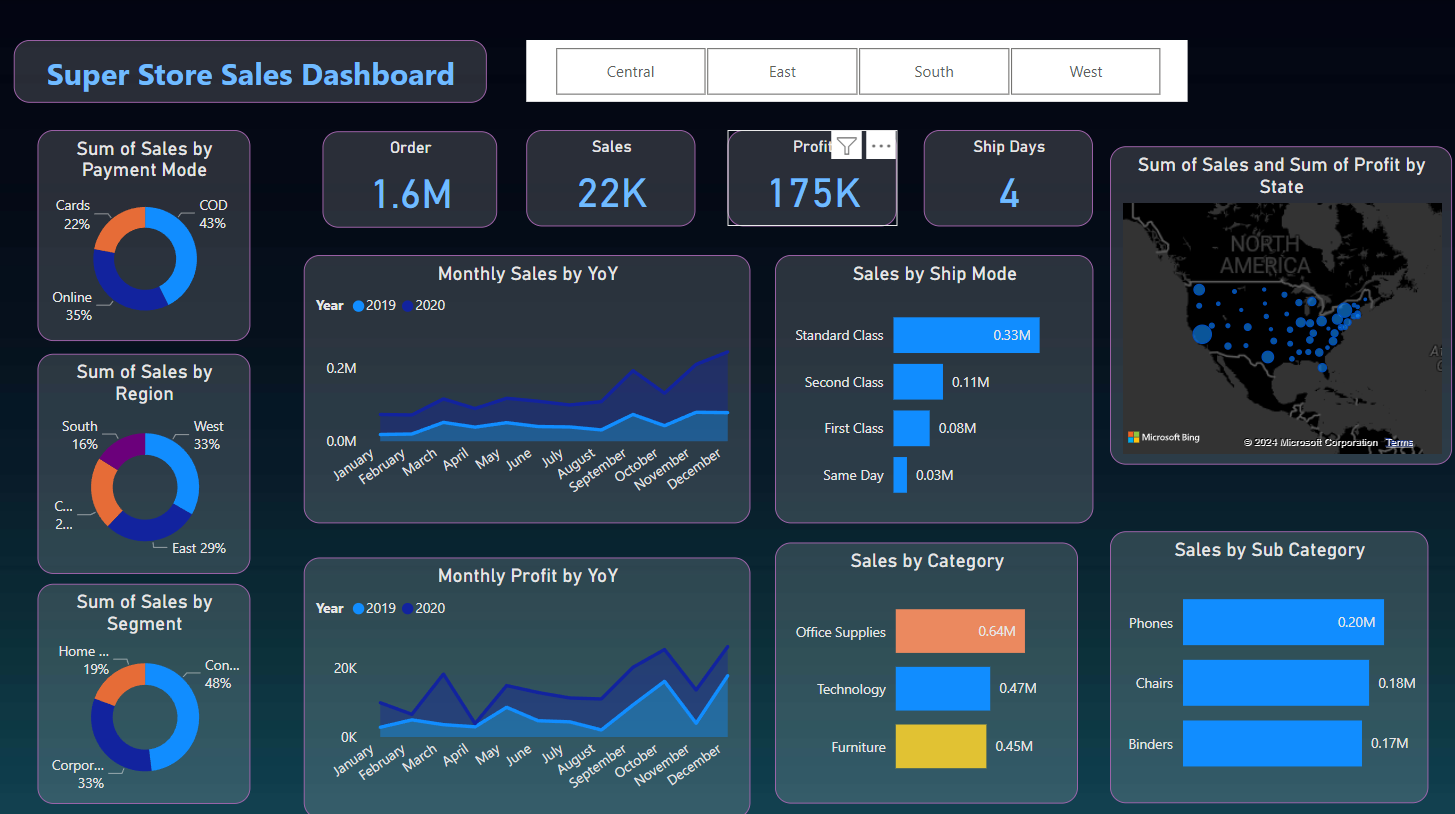 Super Store Sales Dashboard
Central
East
South
West
Sum of Sales by
Payment Mode
Cards
22%
COD
43%
Online
35%
Order
1.6M
Sales
22K
Profit
175K
Ship Days
4
Sum of Sales and Sum of Profit by
State
NORTH
AMERICA
Microsoft Bing
© 2024 Microsoft Corporation Terms
Sum of Sales by
Region
South
16%
West
33%
C...
2...
East 29%
Sum of Sales by
Segment
Home ...
19%
Con...
48%
Corpor...
33%
Monthly Sales by YoY
Year 2019 2020
0.2M
0.0M
January
February
March
April
May
June
July
August
September
October
November
December
Monthly Profit by YoY
Year 2019 2020
20K
0K
January
February
March
April
May
June
July
August
September
October
November
December
Sales by Ship Mode
Standard Class 0.33M
Second Class 0.11M
First Class 0.08M
Same Day 0.03M
Sales by Category
Office Supplies 0.64M
Technology 0.47M
Furniture 0.45M
Sales by Sub Category
Phones 0.20M
Chairs 0.18M
Binders 0.17M